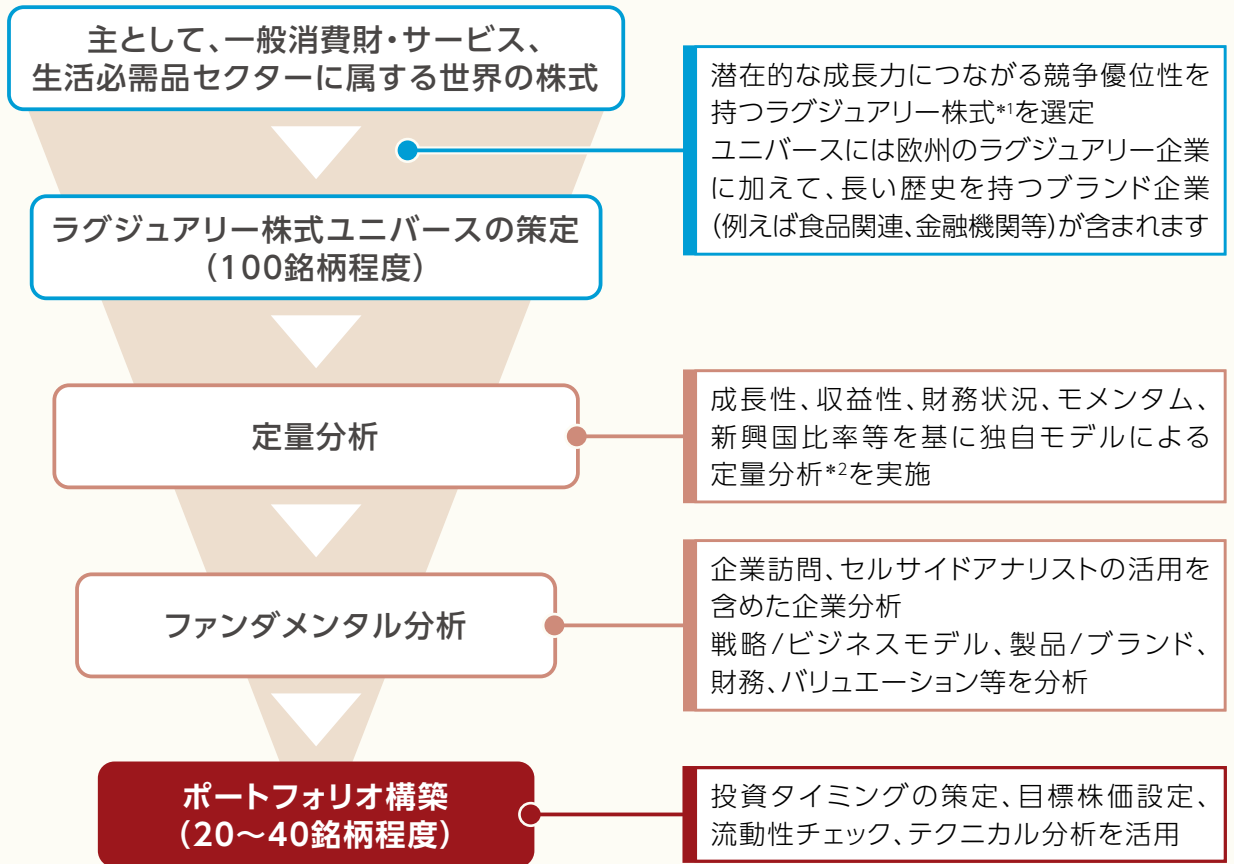 主として、一般消費財・サービス、
生活必需品セクターに属する世界の株式
潜在的な成長力につながる競争優位性を
持つラグジュアリー株式*1を選定
ユニバースには欧州のラグジュアリー企業
に加えて、長い歴史を持つブランド企業
(例えば食品関連、金融機関等)が含まれます
ラグジュアリー株式ユニバースの策定
(100銘柄程度)
定量分析
成長性、収益性、財務状況、モメンタム、
新興国比率等を基に独自モデルによる
定量分析*2を実施
ファンダメンタル分析
企業訪問、セルサイドアナリストの活用を
含めた企業分析
戦略/ビジネスモデル、製品/ブランド、
財務、バリュエーション等を分析
ポートフォリオ構築
(20〜40銘柄程度)
投資タイミングの策定、目標株価設定、
流動性チェック、テクニカル分析を活用